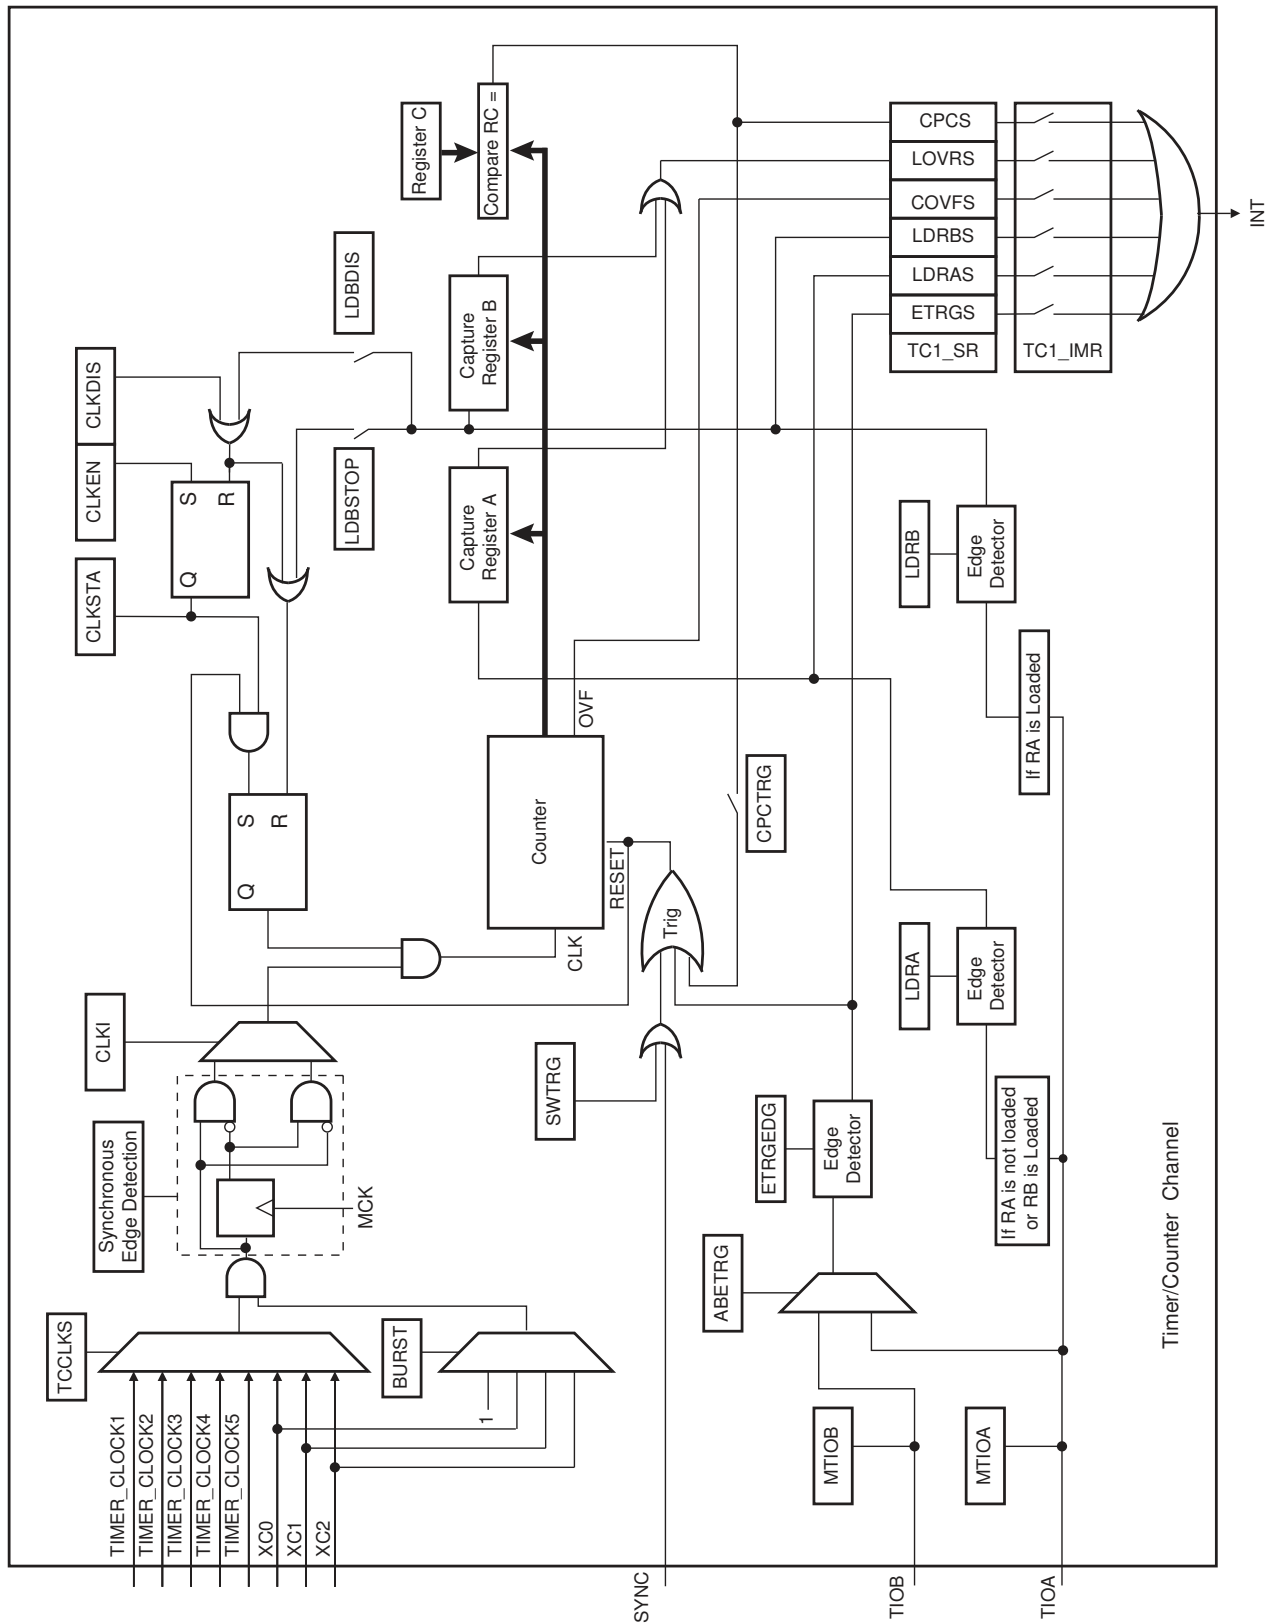 TCCLKS
TIMER_CLOCK1
TIMER_CLOCK2
TIMER_CLOCK3
TIMER_CLOCK4
TIMER_CLOCK5
XC0
XC1
XC2
BURST
1
Synchronous
Edge Detection
MCK
CLKI
CLKSTA
CLKEN
CLKDIS
Q
S
R
Q
S
R
LDBSTOP
LDBDIS
Register C
Compare RC =
Capture
Register A
Capture
Register B
Counter
CLK
OVF
RESET
Trig
CPCTRG
SWTRG
SYNC
ABETRG
ETRGEDG
Edge
Detector
MTIOB
TIOB
MTIOA
TIOA
LDRA
Edge
Detector
If RA is not loaded
or RB is Loaded
LDRB
Edge
Detector
If RA is Loaded
CPCS
LOVRS
COVFS
LDRBS
LDRAS
ETRGS
TC1_SR
TC1_IMR
INT
Timer/Counter Channel